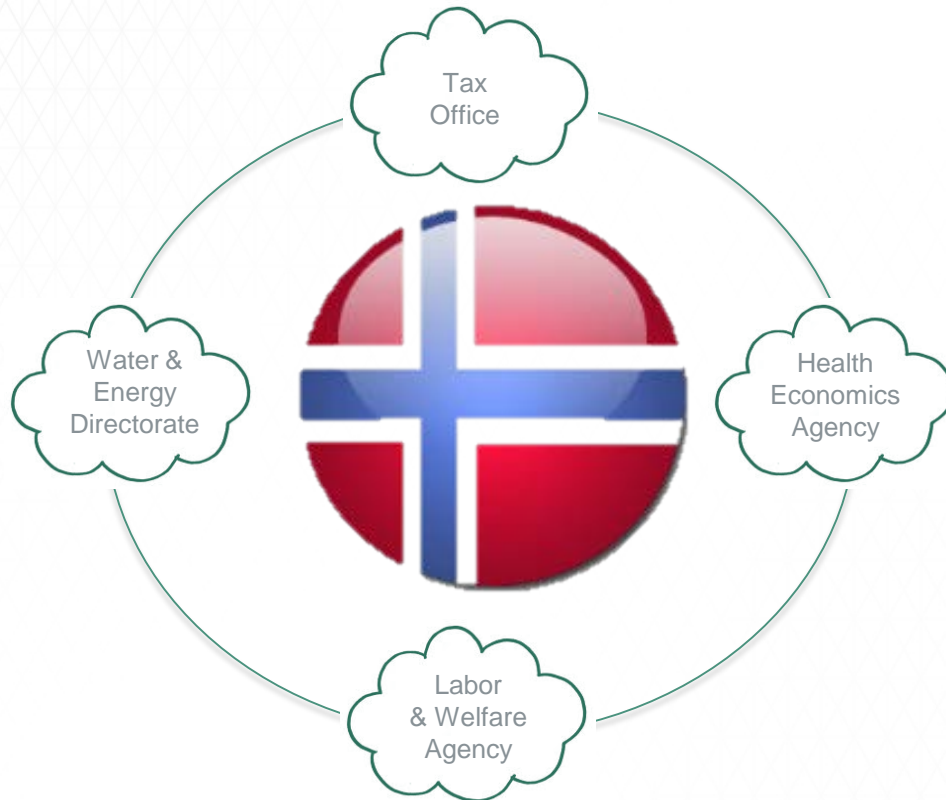 Tax
Office
Water &
Energy
Directorate
Health
Economics
Agency
Labor
& Welfare
Agency